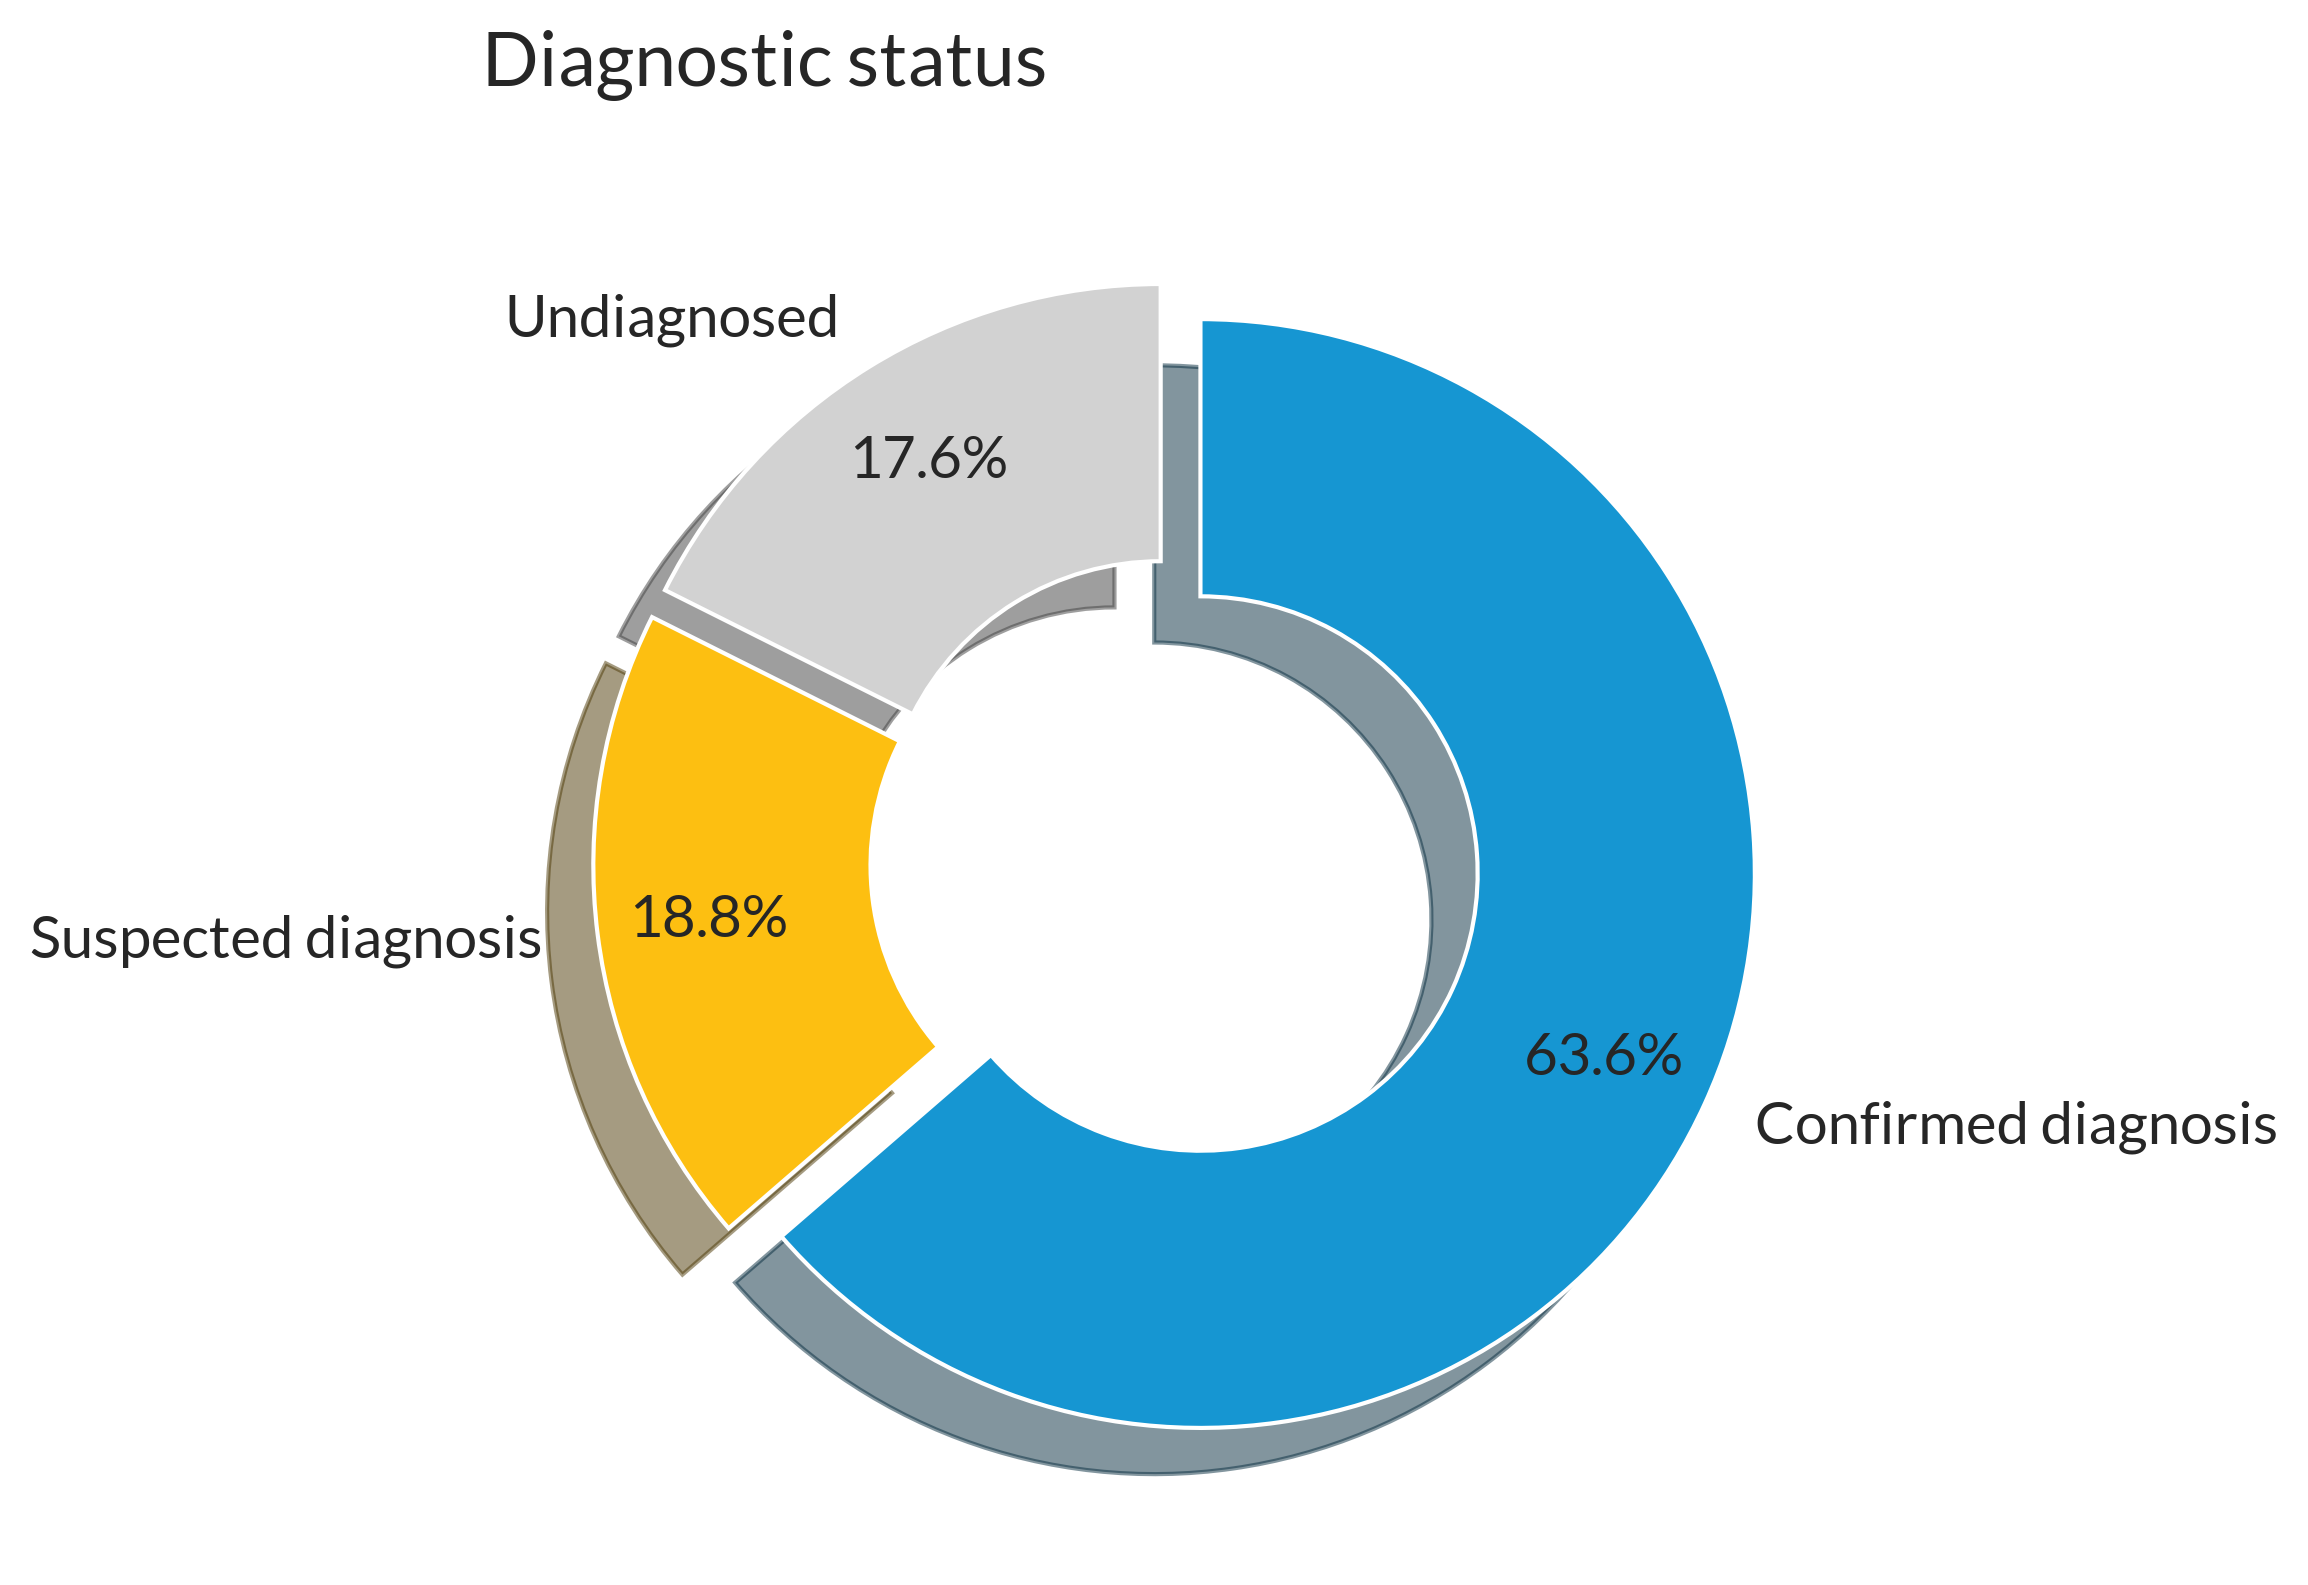 Diagnostic status
Undiagnosed
17.6%
Suspected diagnosis
18.8%
63.6%
Confirmed diagnosis